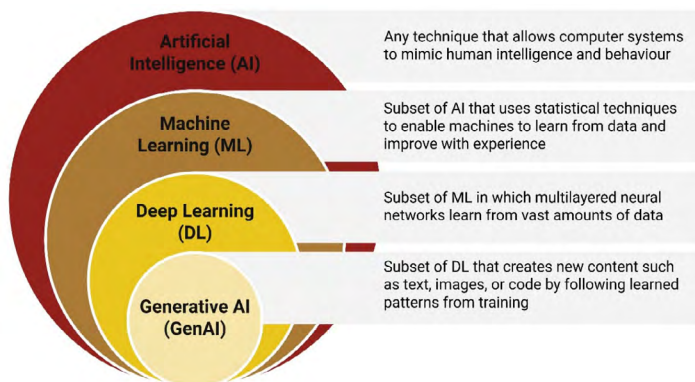 Artificial
Intelligence (AI)
Any technique that allows computer systems
to mimic human intelligence and behaviour
Machine
Learning (ML)
Subset of AI that uses statistical techniques
to enable machines to learn from data and
improve with experience
Deep Learning
(DL)
Subset of ML in which multilayered neural
networks learn from vast amounts of data
Generative AI
(GenAI)
Subset of DL that creates new content such
as text, images, or code by following learned
patterns from training